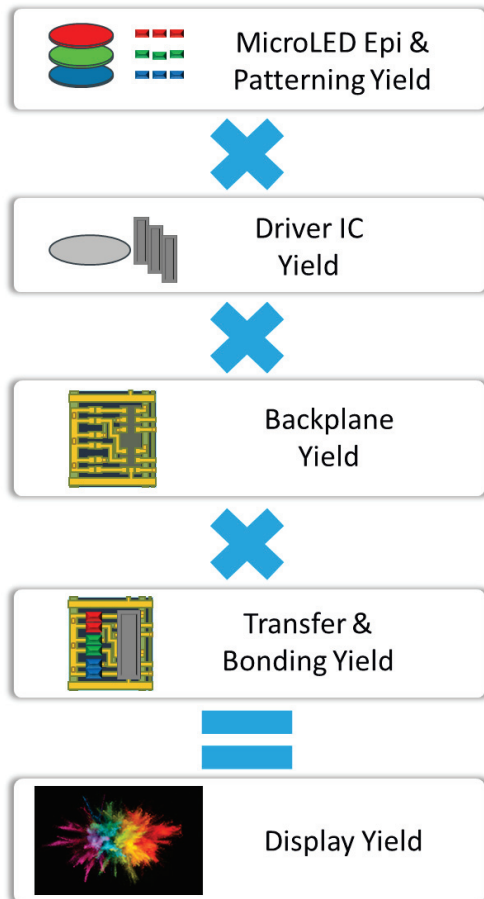 MicroLED Epi &
Patterning Yield
Driver IC
Yield
Backplane
Yield
Transfer &
Bonding Yield
Display Yield